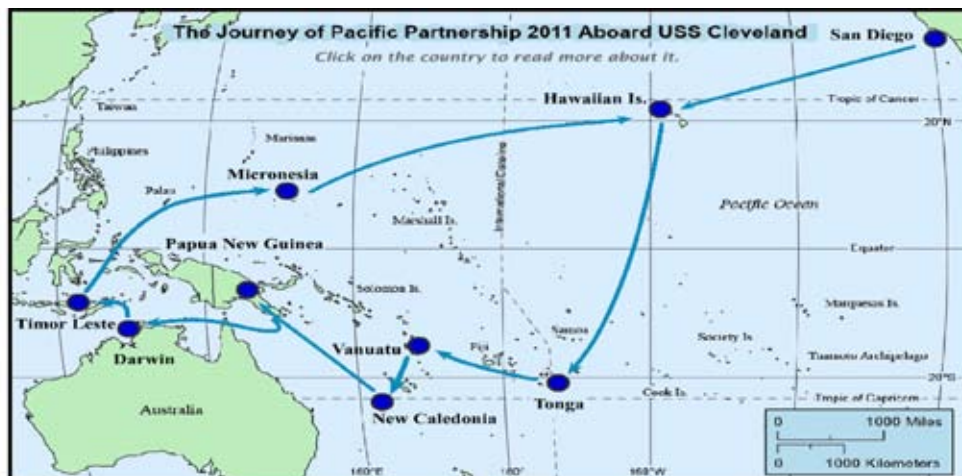 The Journey of Pacific Partnership 2011 Aboard USS Cleveland
San Diego
Click on the country to read more about it.
Hawaiian Is.
Taiwan
Tropic of Cancer
20°N
Philippines
Marianas
Micronesia
International Dateline
Palau
Pacific Ocean
Marshall Is.
Papua New Guinea
Equator
Solomon Is.
Marquesas Is.
Timor Leste
Darwin
Vanuatu
Fiji
Samoa
Society Is.
Tuamotu Archipelago
20°S
Australia
New Caledonia
Tonga
Cook Is.
Tropic of Capricorn
0 1000 Miles
0 1000 Kilometers
160°E
180°
160°W